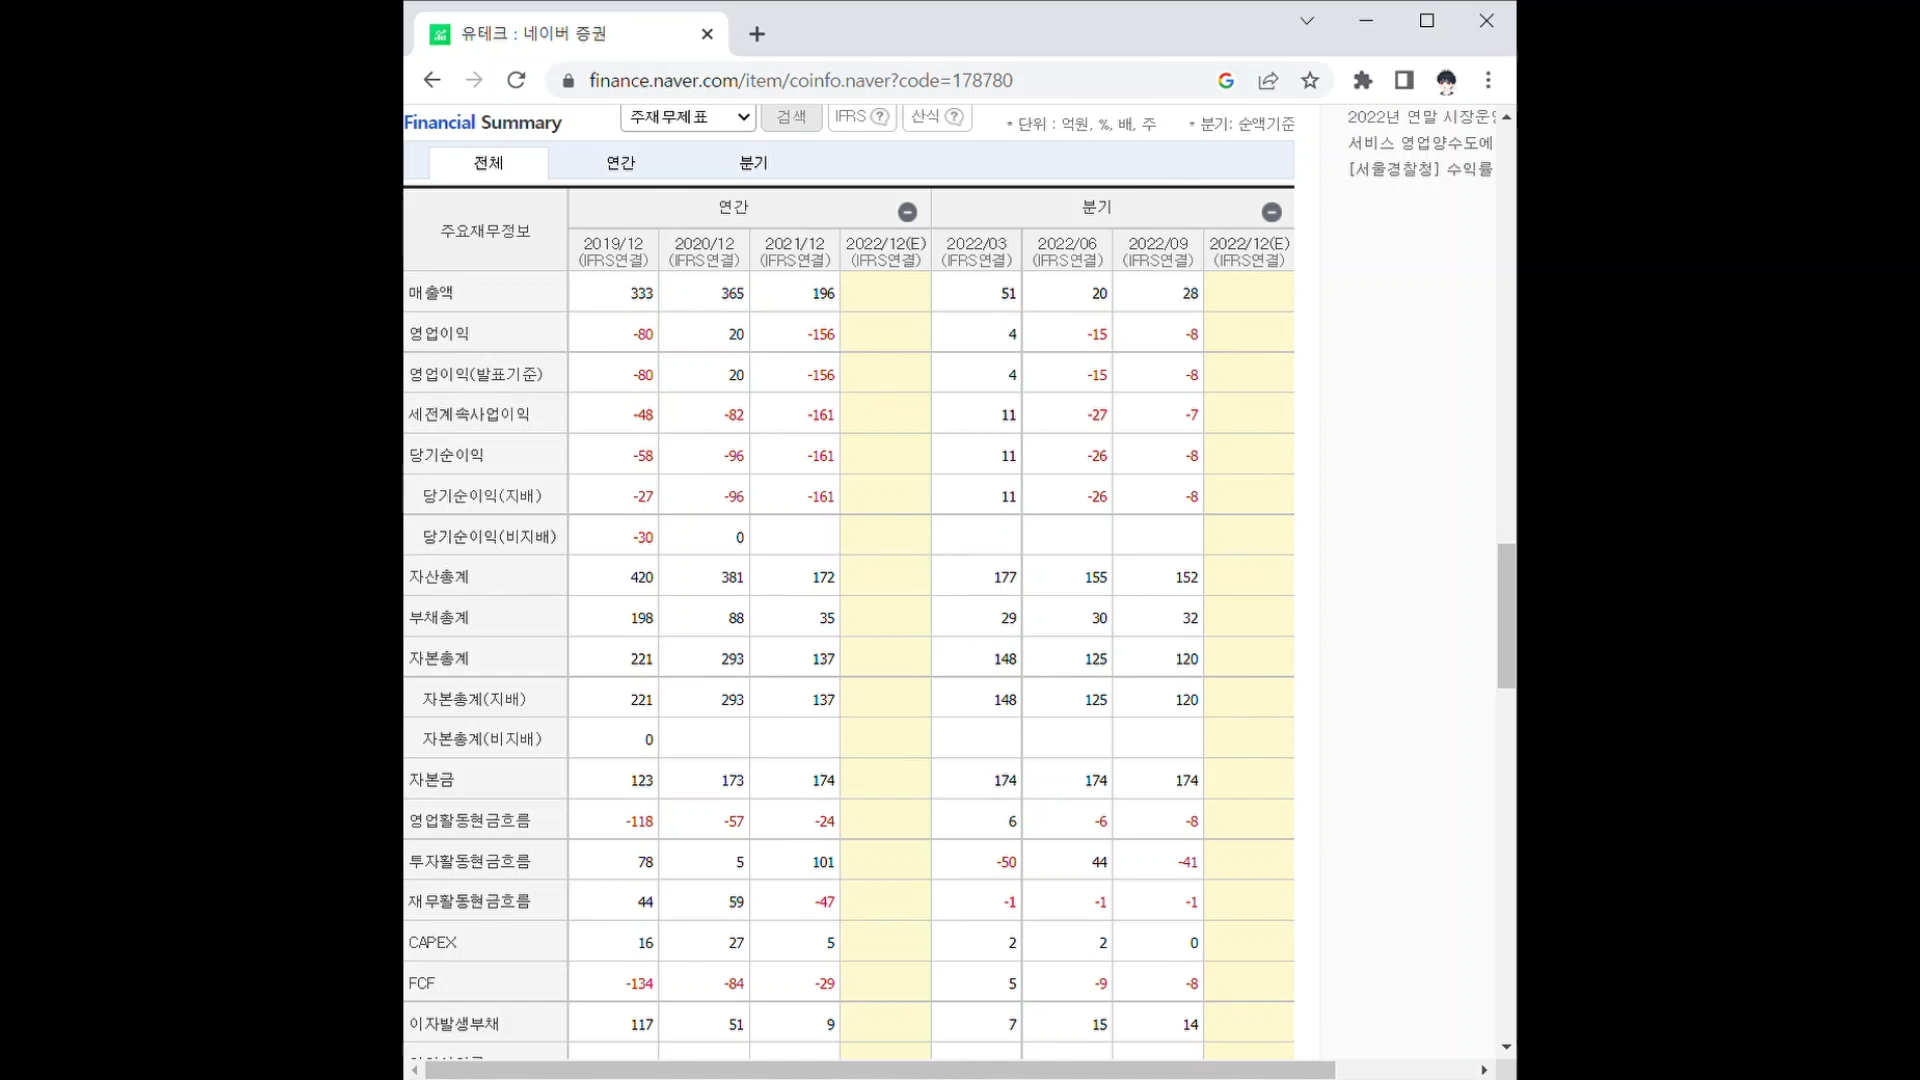 유테크 : 네이버 증권
finance.naver.com/item/coinfo.naver?code=178780
Financial Summary 주재무제표 검색 IFRS ? 산식 ? * 단위 : 억원, %, 배, 주 * 분기: 순액기준
전체 연간 분기
주요재무정보 연간 분기
2019/12 2020/12 2021/12 2022/12(E) 2022/03 2022/06 2022/09 2022/12(E)
(IFRS연결) (IFRS연결) (IFRS연결) (IFRS연결) (IFRS연결) (IFRS연결) (IFRS연결) (IFRS연결)
매출액 333 365 196 51 20 28
영업이익 -80 20 -156 4 -15 -8
영업이익(발표기준) -80 20 -156 4 -15 -8
세전계속사업이익 -48 -82 -161 11 -27 -7
당기순이익 -58 -96 -161 11 -26 -8
당기순이익(지배) -27 -96 -161 11 -26 -8
당기순이익(비지배) -30 0
자산총계 420 381 172 177 155 152
부채총계 198 88 35 29 30 32
자본총계 221 293 137 148 125 120
자본총계(지배) 221 293 137 148 125 120
자본총계(비지배) 0
자본금 123 173 174 174 174 174
영업활동현금흐름 -118 -57 -24 6 -6 -8
투자활동현금흐름 78 5 101 -50 44 -41
재무활동현금흐름 44 59 -47 -1 -1 -1
CAPEX 16 27 5 2 2 0
FCF -134 -84 -29 5 -9 -8
이자발생부채 117 51 9 7 15 14
2022년 연말 시장운영
서비스 영업양수도에
[서울경찰청] 수익률